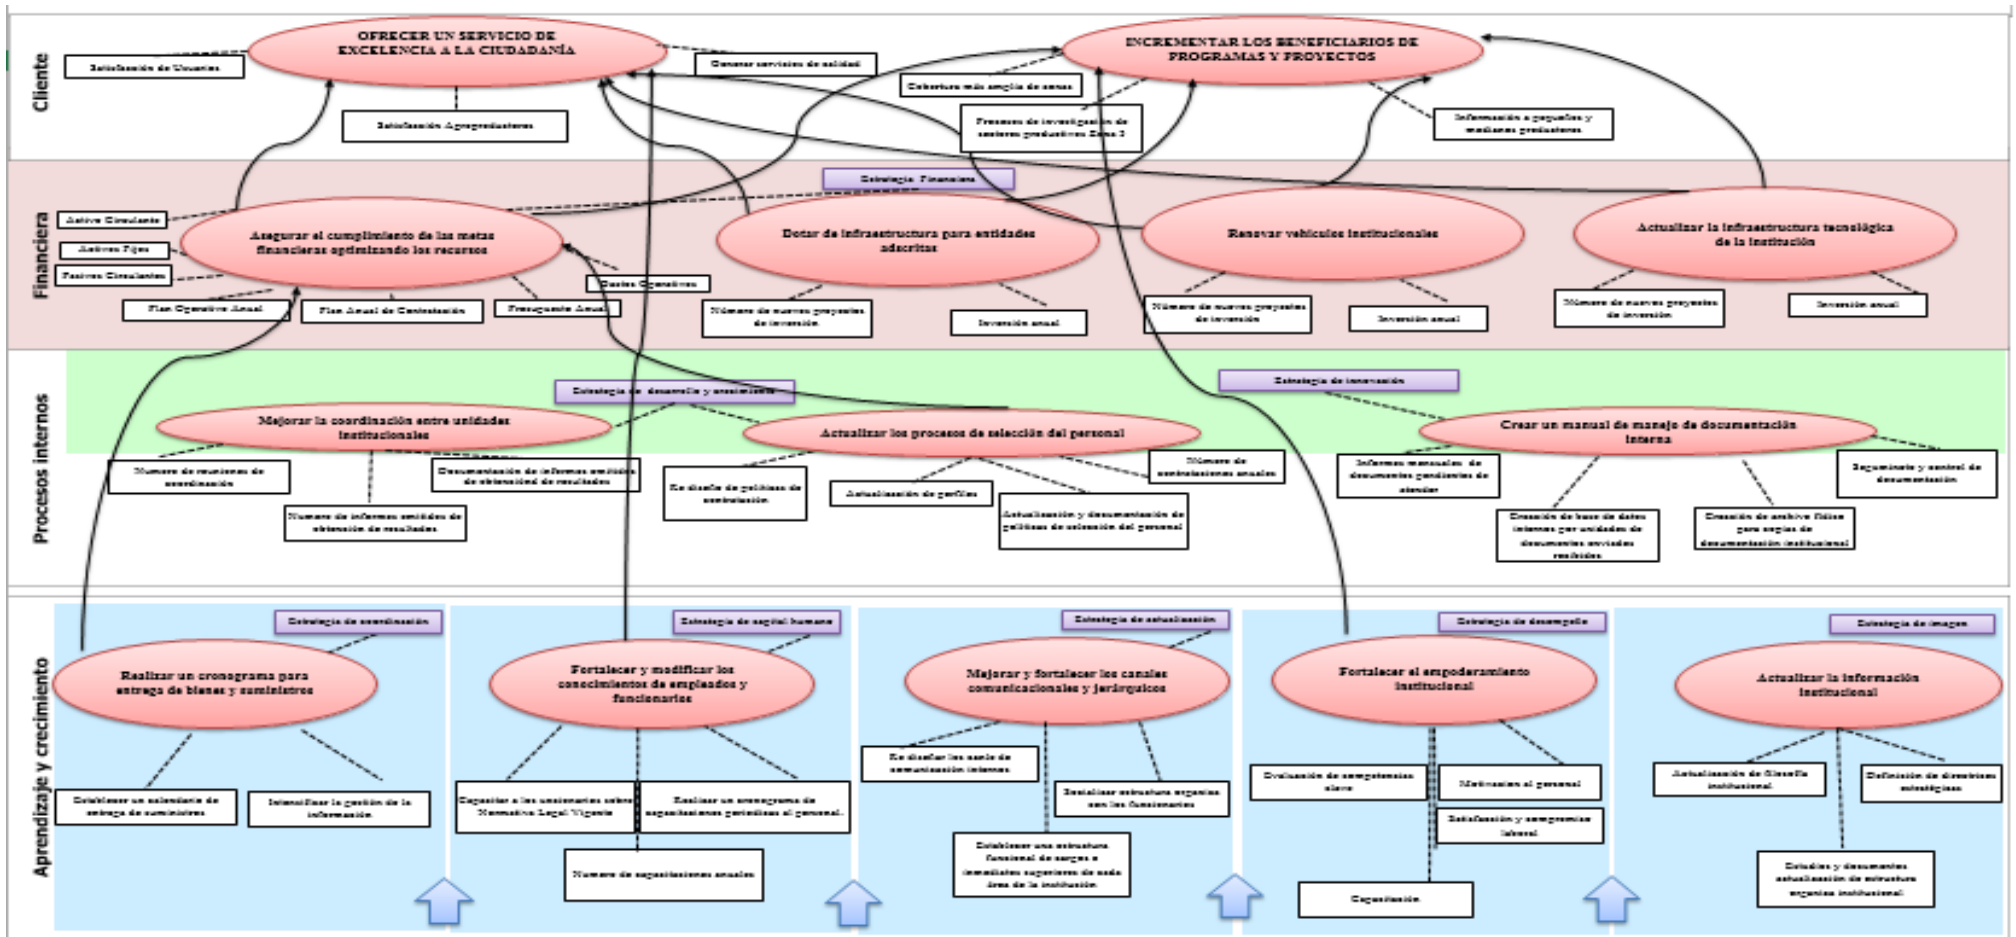 Cliente
OFRECER UN SERVICIO DE
EXCELENCIA A LA CIUDADANÍA
INCREMENTAR LOS BENEFICIARIOS DE
PROGRAMAS Y PROYECTOS
Satisfacción de Usuarios
Generar servicios de calidad
Satisfacción Agroproductores
Cobertura más amplia de zonas
Procesos de investigación de
sectores productivos Zona 3
Información a pequeños y
medianos productores
Financiera
Estrategia Financiera
Activo Circulante
Activos Fijos
Pasivos Circulantes
Asegurar el cumplimiento de las metas
financieras optimizando los recursos
Dotar de infraestructura para entidades
adscritas
Renovar vehículos institucionales
Actualizar la infraestructura tecnológica
de la institución
Plan Operativo Anual
Plan Anual de Contratación
Presupuesto Anual
Gastos Operativos
Número de nuevos proyectos
de inversión
Inversión anual
Número de nuevos proyectos
de inversión
Inversión anual
Número de nuevos proyectos
de inversión
Inversión anual
Procesos internos
Estrategia de desarrollo y crecimiento
Estrategia de innovación
Mejorar la coordinación entre unidades
institucionales
Actualizar los procesos de selección del personal
Crear un manual de manejo de documentación
interna
Numero de reuniones de
coordinación
Documentación de informes emitidos
de obtenciónd de resultados
Numero de informes emitidos de
obtención de resultados
Re diseño de políticas de
contratación
Actualización de perfiles
Actualización y documentación de
políticas de selección del personal
Número de
contrataciones anuales
Informes mensuales de
documentos pendientes de
atender
Creación de base de datos
internos por unidades de
documentos enviados
recibidos
Creación de archivo físico
para copias de
documentación institucional
Seguimiento y control de
documentación
Aprendizaje y crecimiento
Estrategia de coordinación
Estrategia de capital humano
Estrategia de actualización
Estrategia de desempeño
Estrategia de imagen
Realizar un cronograma para
entrega de bienes y suministros
Fortalecer y modificar los
conocimientos de empleados y
funcionarios
Mejorar y fortalecer los canales
comunicacionales y jerárquicos
Fortalecer el empoderamiento
institucional
Actualizar la información
institucional
Establecer un calendario de
entrega de suministros
Intensificar la gestión de la
información
Capacitar a los funcionarios sobre
Normativa Legal Vigente
Realizar un cronograma de
capacitaciones periodicas al personal.
Numero de capacitaciones anuales
Re diseñar los
comunicación internos
Socializar estructura organica
con los funcionarios
Establecer una estructura
funcional de cargos e
inmediatos superiores de cada
área de la institución
Evaluación de competencias
clave
Motivacion al personal
Satisfacción y compromiso
laboral
Capacitación
Actualización de filosofía
institucional
Definición de directrices
estratégicas
Estudios y documentos
actualización de estructura
organica institucional